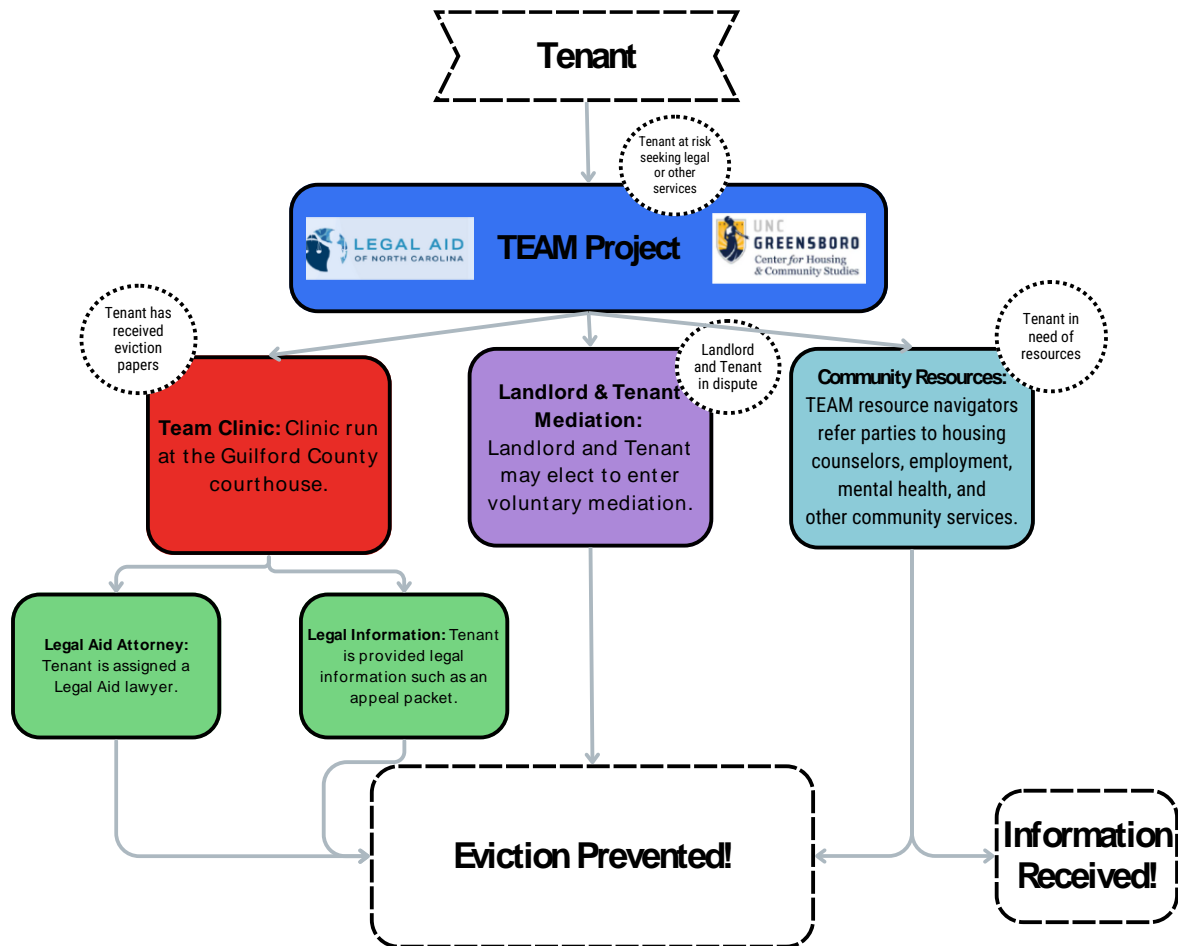 Tenant
Tenant at risk
seeking legal
or other
services
LEGAL AID
OF NORTH CAROLINA
TEAM Project
UNC
GREENSBORO
Center for Housing
& Community Studies
Tenant has
received
eviction
papers
Landlord
and Tenant
in dispute
Tenant in
need of
resources
Team Clinic: Clinic run
at the Guilford County
courthouse.
Landlord & Tenant
Mediation:
Landlord and Tenant
may elect to enter
voluntary mediation.
Community Resources:
TEAM resource navigators
refer parties to housing
counselors, employment,
mental health, and
other community services.
Legal Aid Attorney:
Tenant is assigned a
Legal Aid lawyer.
Legal Information: Tenant
is provided legal
information such as an
appeal packet.
Eviction Prevented!
Information
Received!